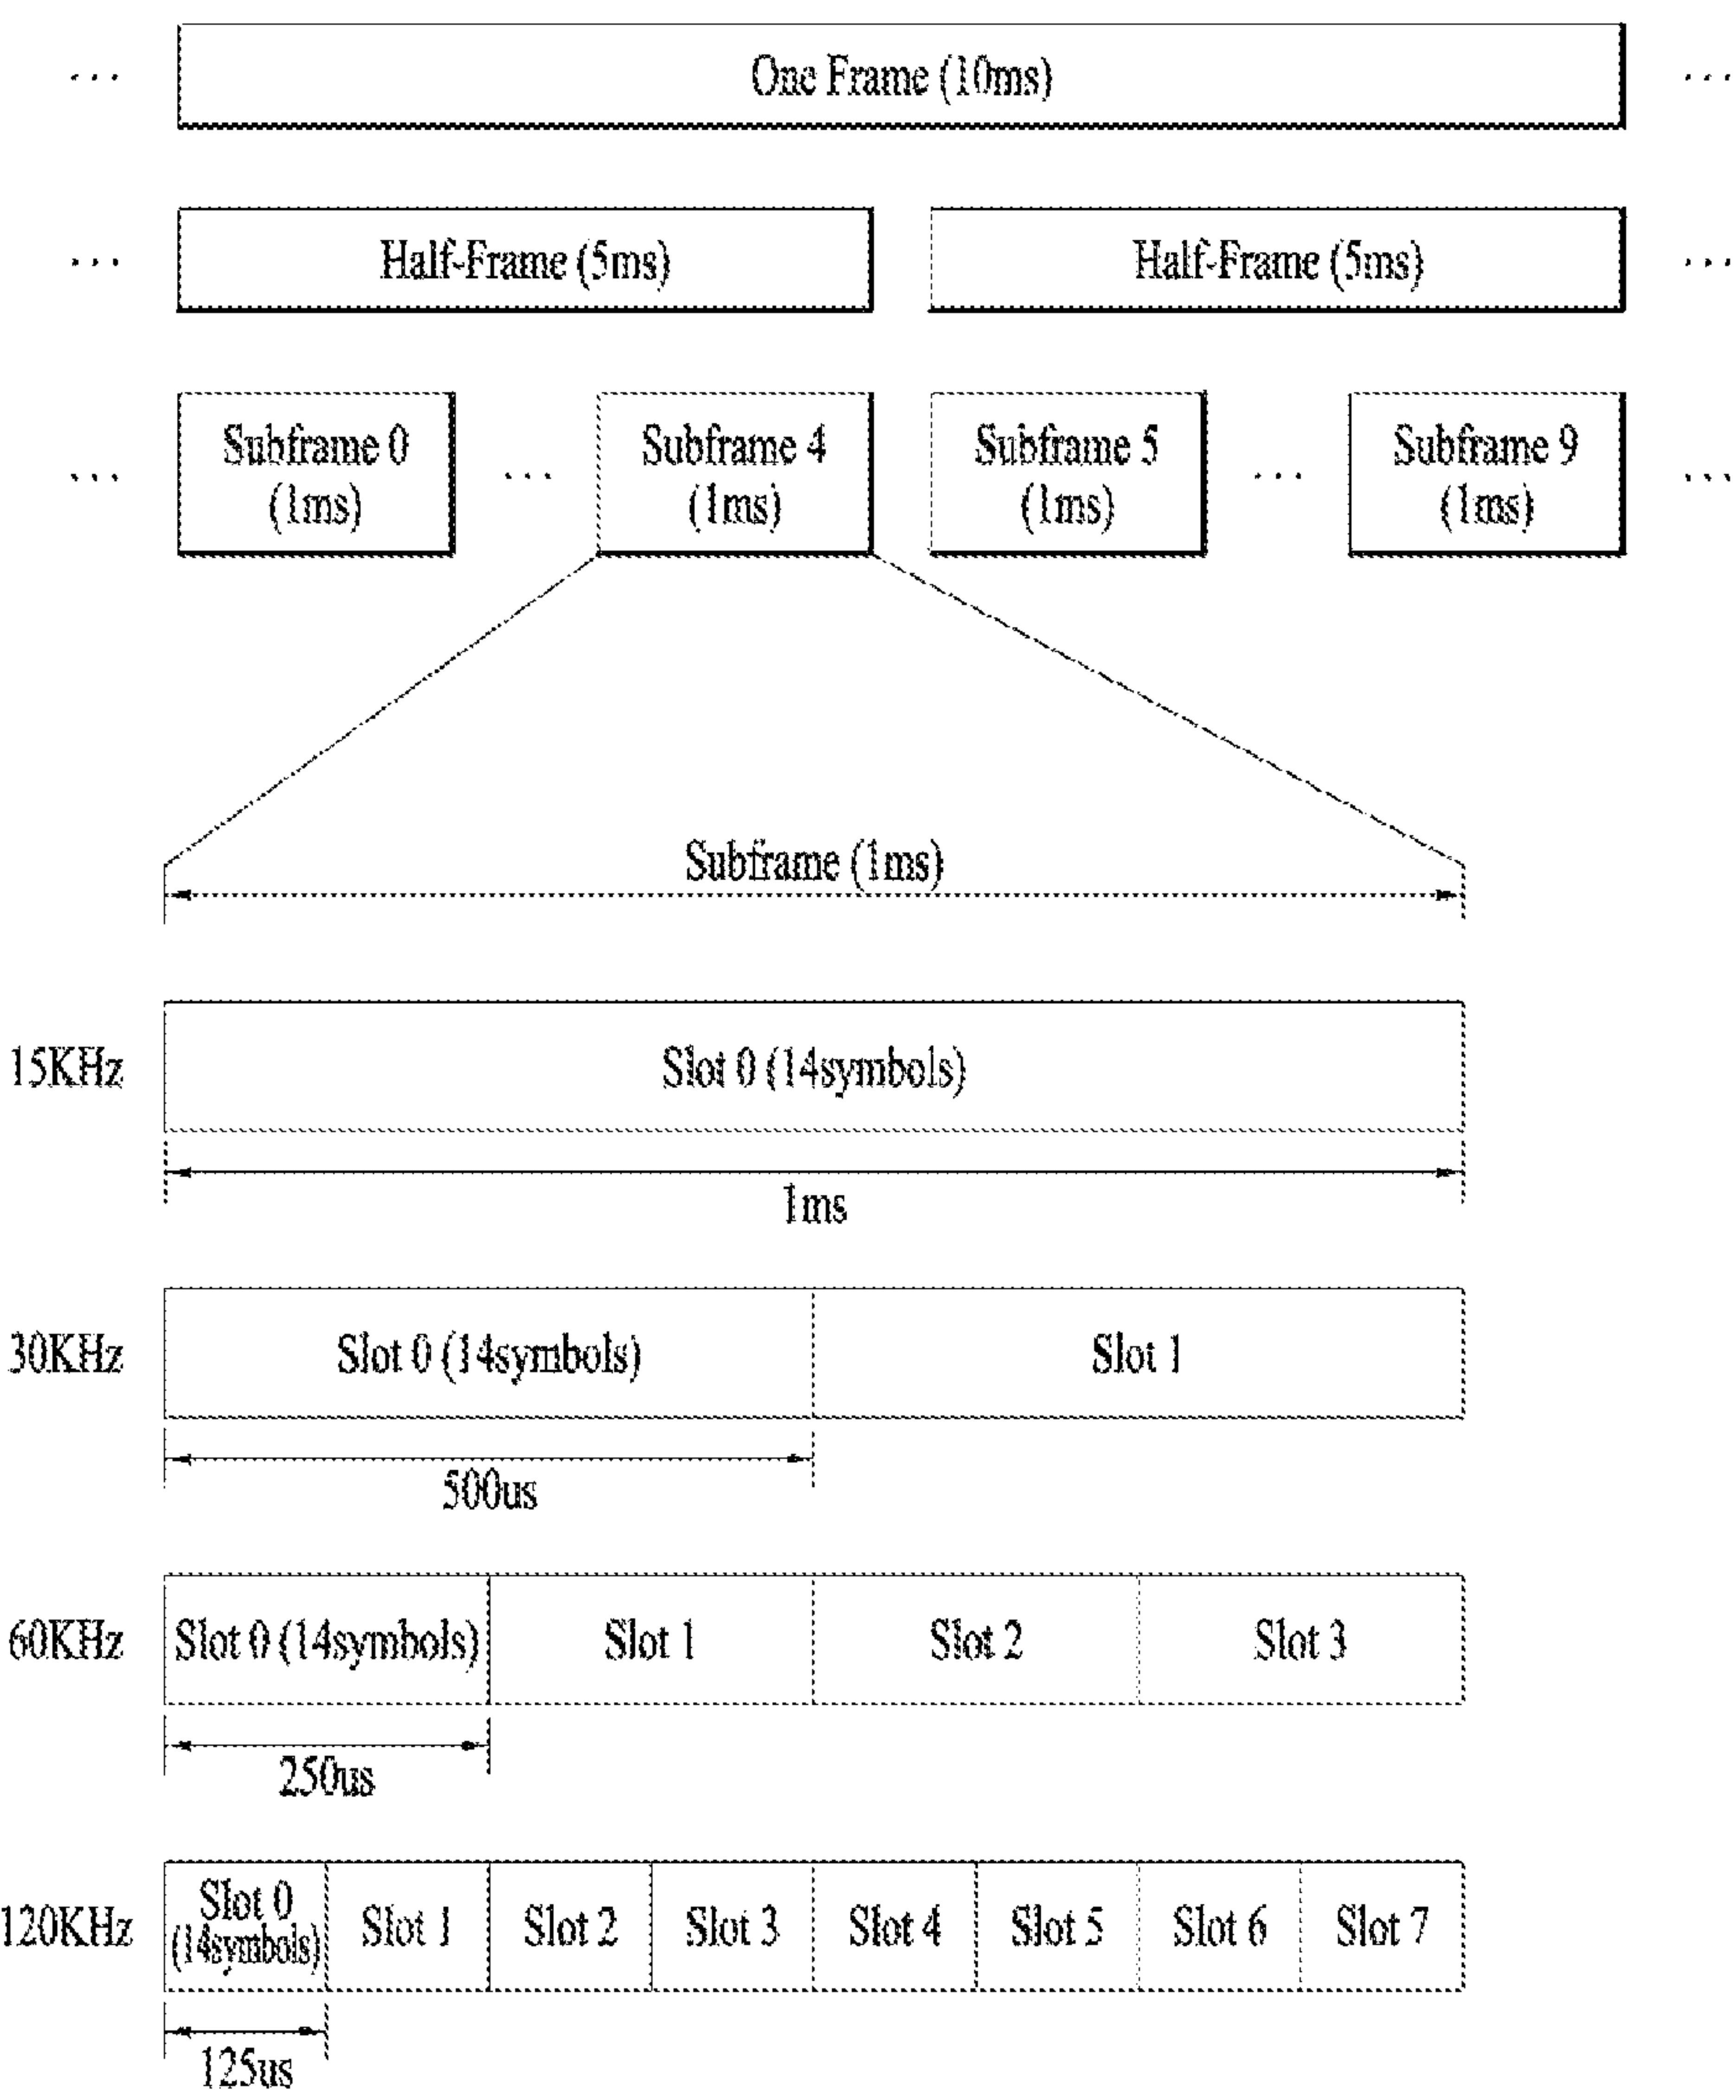 ... One Frame (10ms) ...
... Half-Frame (5ms) Half-Frame (5ms) ...
... Subframe 0 ... Subframe 4 Subframe 5 ... Subframe 9 ...
(1ms) (1ms) (1ms) (1ms)
Subframe (1ms)
15KHz Slot 0 (14symbols)
1ms
30KHz Slot 0 (14symbols) Slot 1
500us
60KHz Slot 0 (14symbols) Slot 1 Slot 2 Slot 3
250us
120KHz Slot 0 Slot 1 Slot 2 Slot 3 Slot 4 Slot 5 Slot 6 Slot 7
(14symbols)
125us